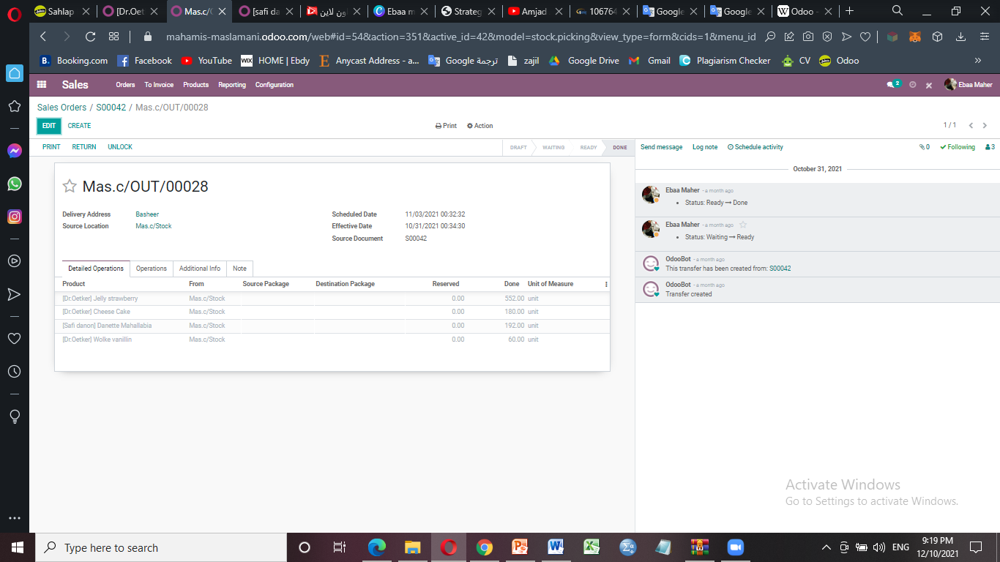 Sahlap
[Dr.Oet
Mas.c/
[safi da
ون لاين
Ebaa m
Strateg
Amjad
106764
Google
Google
Odoo -
mahamis-maslamani.odoo.com/web#id=54&action=351&active_id=42&model=stock.picking&view_type=form&cids=1&menu_id
Booking.com
Facebook
YouTube
WIX HOME | Ebdy
Anycast Address - a...
Google ترجمة
zajil
Google Drive
Gmail
Plagiarism Checker
CV
Odoo
Sales
Orders
To Invoice
Products
Reporting
Configuration
2
Ebaa Maher
Sales Orders / S00042 / Mas.c/OUT/00028
EDIT
CREATE
Print
Action
1 / 1
PRINT
RETURN
UNLOCK
DRAFT
WAITING
READY
DONE
Send message
Log note
Schedule activity
0
Following
3
Mas.c/OUT/00028
Delivery Address Basheer
Source Location Mas.c/Stock
Scheduled Date 11/03/2021 00:32:32
Effective Date 10/31/2021 00:34:30
Source Document S00042
Detailed Operations
Operations
Additional Info
Note
Product From Source Package Destination Package Reserved Done Unit of Measure
[Dr.Oetker] Jelly strawberry Mas.c/Stock 0.00 552.00 unit
[Dr.Oetker] Cheese Cake Mas.c/Stock 0.00 180.00 unit
[Safi danon] Danette Mahallabia Mas.c/Stock 0.00 192.00 unit
[Dr.Oetker] Wolke vanillin Mas.c/Stock 0.00 60.00 unit
October 31, 2021
Ebaa Maher - a month ago
• Status: Ready → Done
Ebaa Maher - a month ago
• Status: Waiting → Ready
OdooBot - a month ago
This transfer has been created from: S00042
OdooBot - a month ago
Transfer created
Activate Windows
Go to Settings to activate Windows.
Type here to search
ENG
9:19 PM
12/10/2021